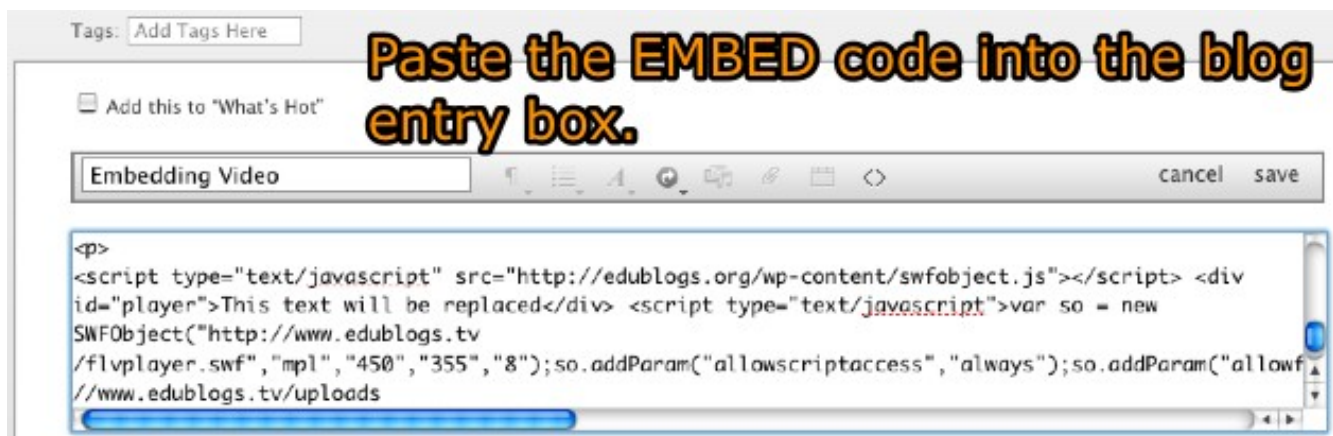 Tags: Add Tags Here
Paste the EMBED code into the blog
entry box.
Add this to "What's Hot"
Embedding Video cancel save
<p>
<script type="text/javascript" src="http://edublogs.org/wp-content/swfobject.js"></script> <div
id="player">This text will be replaced</div> <script type="text/javascript">var so = new
SWFObject("http://www.edublogs.tv
/flvplayer.swf","mpl","450","355","8");so.addParam("allowscriptaccess","always");so.addParam("allowf
//www.edublogs.tv/uploads